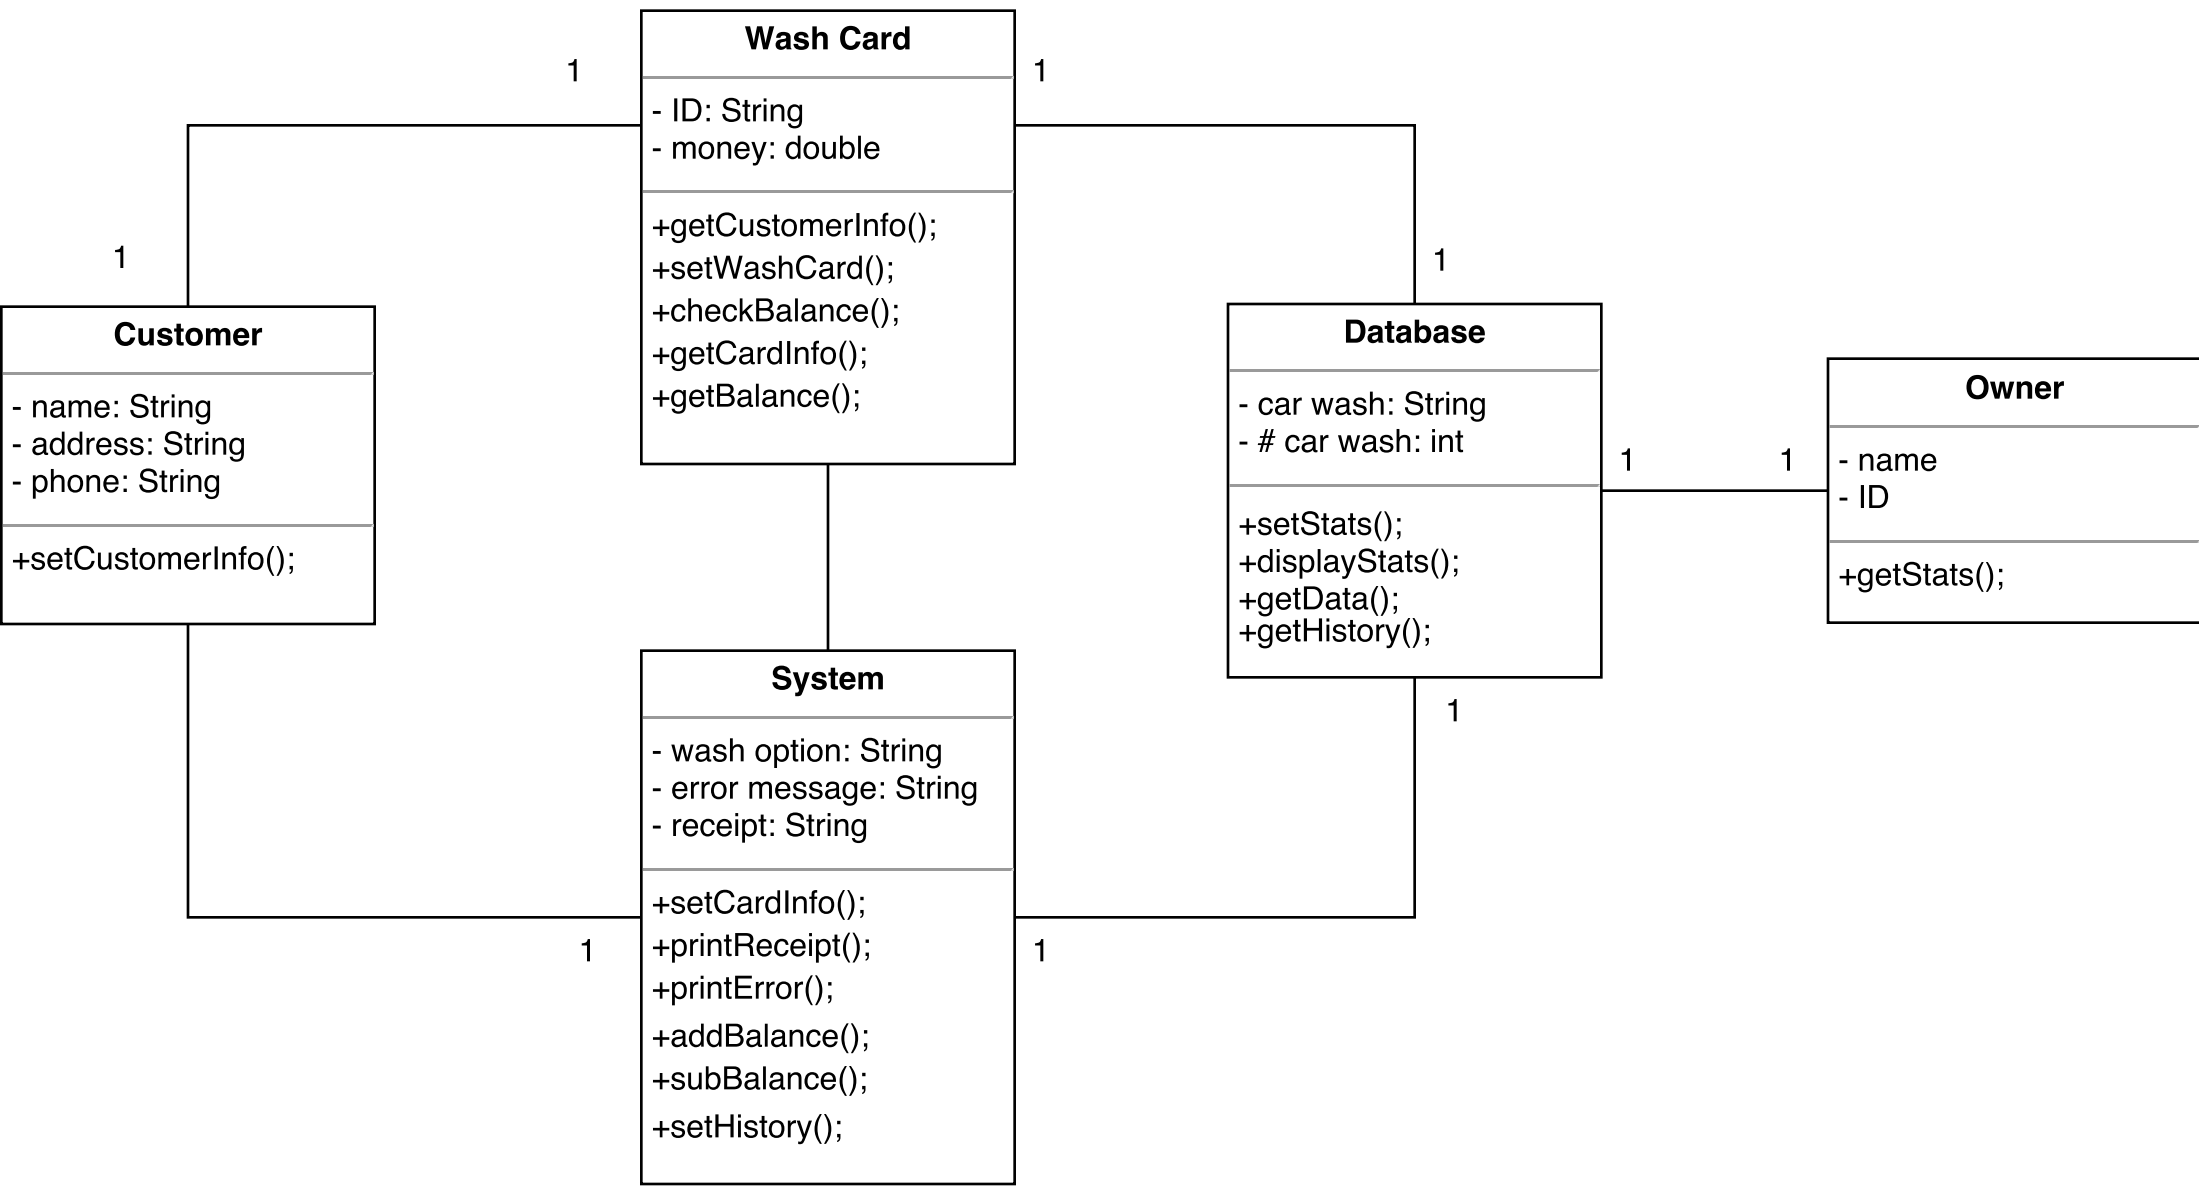 Wash Card
- ID: String
- money: double
+getCustomerInfo();
+setWashCard();
+checkBalance();
+getCardInfo();
+getBalance();
1
1
1
1
Customer
- name: String
- address: String
- phone: String
+setCustomerInfo();
Database
- car wash: String
- # car wash: int
+setStats();
+displayStats();
+getData();
+getHistory();
1
1
Owner
- name
- ID
+getStats();
System
- wash option: String
- error message: String
- receipt: String
+setCardInfo();
+printReceipt();
+printError();
+addBalance();
+subBalance();
+setHistory();
1
1
1